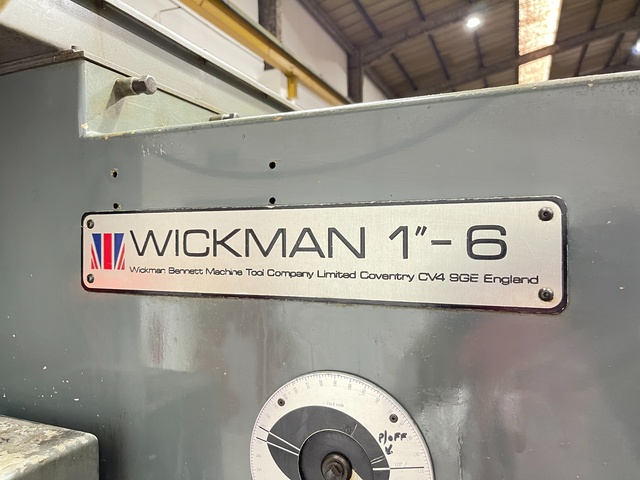 WICKMAN 1"-6
Wickman Bennett Machine Tool Company Limited Coventry CV4 9GE England
P/OFF